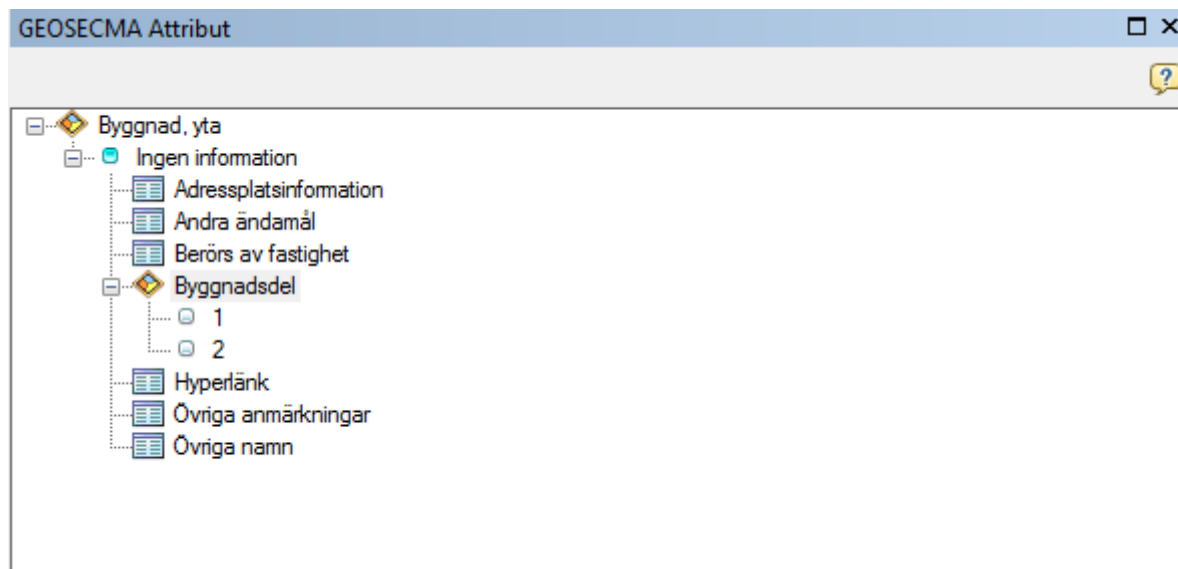 GEOSECMA Attribut
Byggnad, yta
Ingen information
Adressplatsinformation
Andra ändamål
Berörs av fastighet
Byggnadsdel
1
2
Hyperlänk
Övriga anmärkningar
Övriga namn